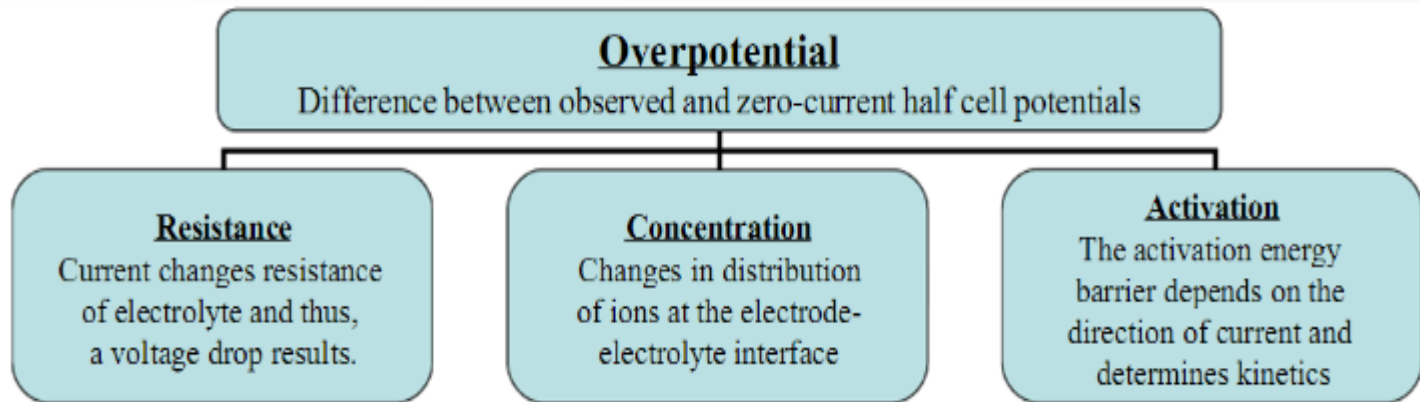 Overpotential
Difference between observed and zero-current half cell potentials
Resistance
Current changes resistance
of electrolyte and thus,
a voltage drop results.
Concentration
Changes in distribution
of ions at the electrode-
electrolyte interface
Activation
The activation energy
barrier depends on the
direction of current and
determines kinetics